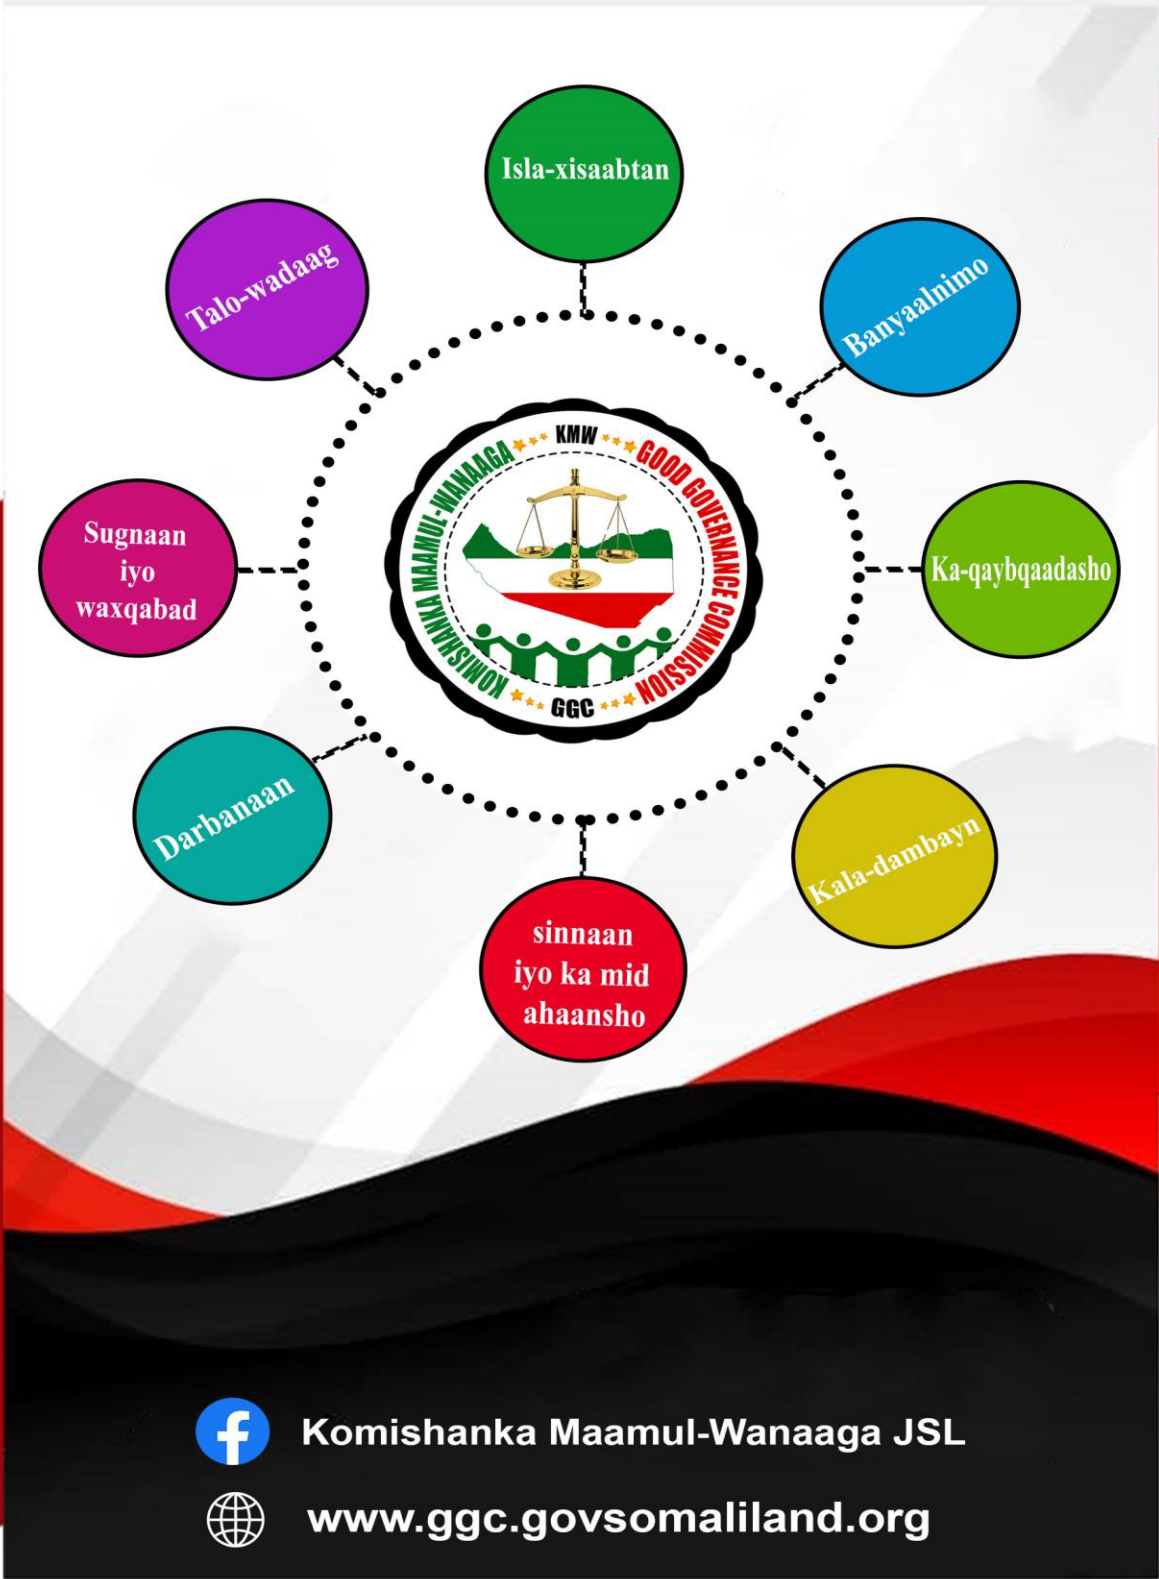 Isla-xisaabtan
Talo-wadaag
Banyaalnimo
KMW
KOMISHANKA MAAMUL-WANAAGA
GOOD GOVERNANCE COMMISSION
GGC
Sugnaan
iyo
waxqabad
Ka-qaybqaadasho
Darbanaan
Kala-dambayn
sinnaan
iyo ka mid
ahaansho
Komishanka Maamul-Wanaaga JSL
www.ggc.govsomaliland.org